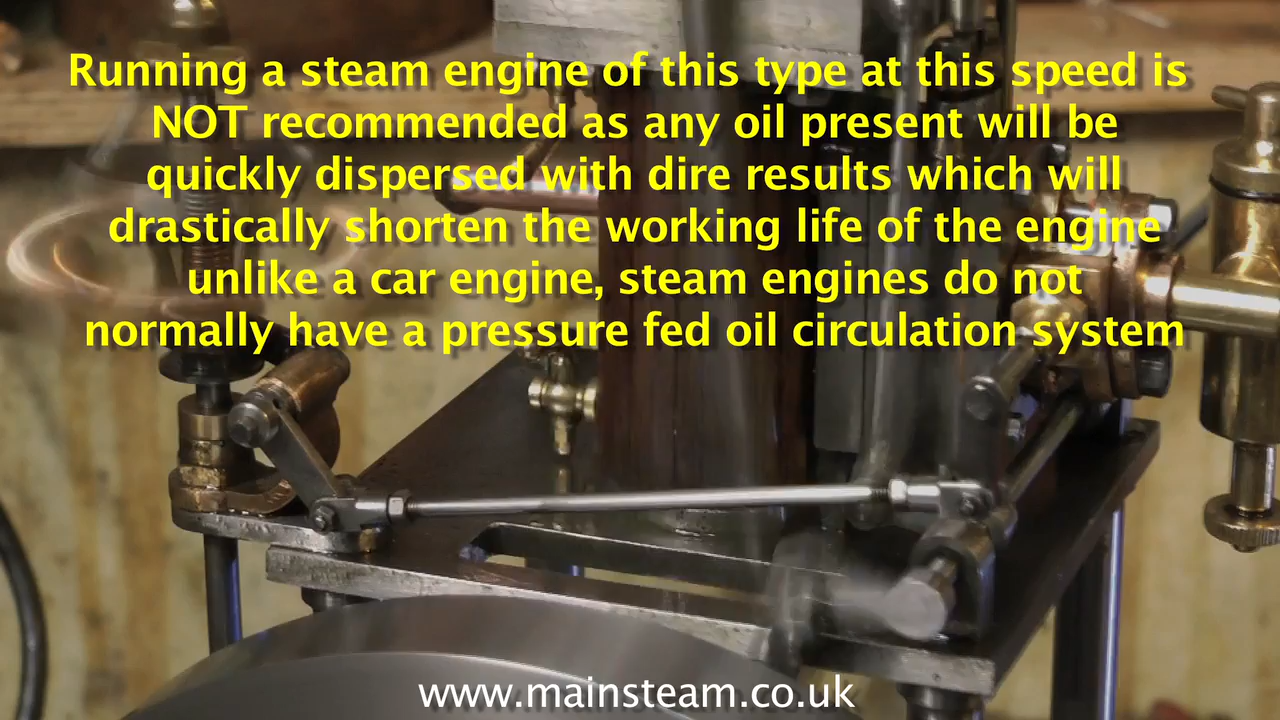 Running a steam engine of this type at this speed is
NOT recommended as any oil present will be
quickly dispersed with dire results which will
drastically shorten the working life of the engine
unlike a car engine, steam engines do not
normally have a pressure fed oil circulation system
www.mainsteam.co.uk